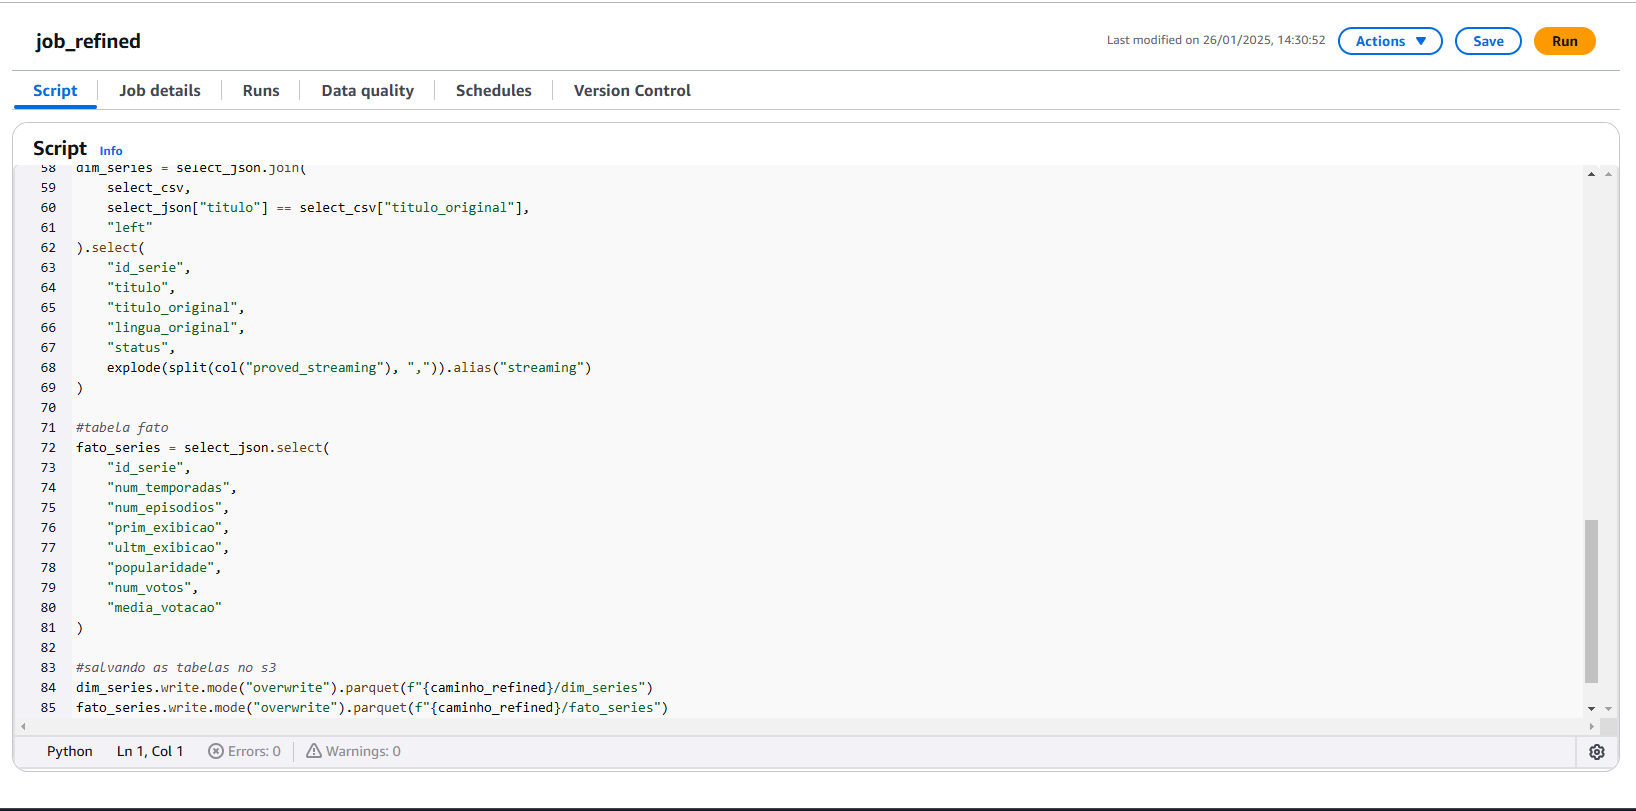 job_refined
Last modified on 26/01/2025, 14:30:52
Actions
Save
Run
Script
Job details
Runs
Data quality
Schedules
Version Control
Script
Info
58 dim_series = select_json.join(
59 select_csv,
60 select_json["titulo"] == select_csv["titulo_original"],
61 "left"
62 ).select(
63 "id_serie",
64 "titulo",
65 "titulo_original",
66 "lingua_original",
67 "status",
68 explode(split(col("proved_streaming"), ",")).alias("streaming")
69 )
70
71 #tabela fato
72 fato_series = select_json.select(
73 "id_serie",
74 "num_temporadas",
75 "num_episodios",
76 "prim_exibicao",
77 "ultm_exibicao",
78 "popularidade",
79 "num_votos",
80 "media_votacao"
81 )
82
83 #salvando as tabelas no s3
84 dim_series.write.mode("overwrite").parquet(f"{caminho_refined}/dim_series")
85 fato_series.write.mode("overwrite").parquet(f"{caminho_refined}/fato_series")
Python
Ln 1, Col 1
Errors: 0
Warnings: 0